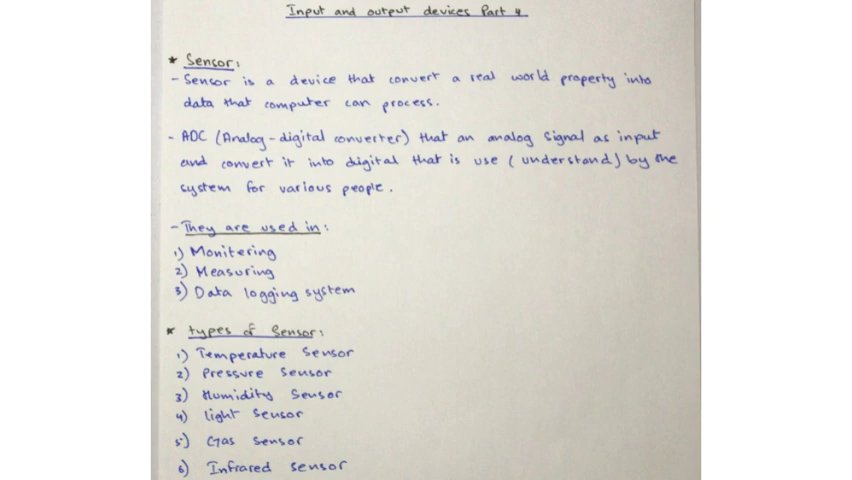 Input and output devices Part 4
* Sensor:
- Sensor is a device that convert a real world property into
data that computer can process.
- ADC (Analog-digital converter) that an analog signal as input
and convert it into digital that is use (understand) by the
system for various people.
- They are used in:
1) Monitering
2) Measuring
3) Data logging system
* types of Sensor:
1) Temperature Sensor
2) Pressure Sensor
3) Humidity Sensor
4) light Sensor
5) Gas Sensor
6) Infrared sensor